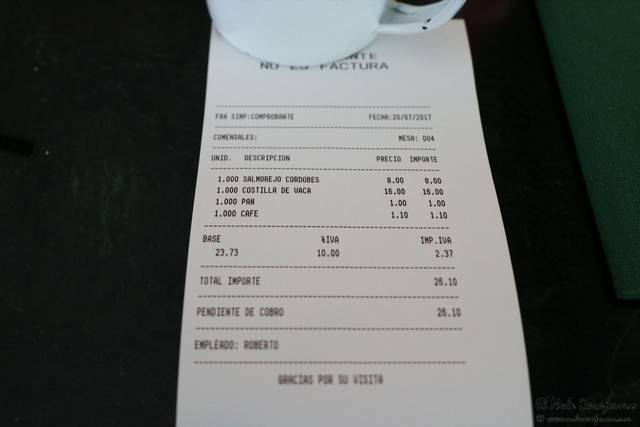 NO ES FACTURA
FRA SIMP:COMPROBANTE FECHA:20/07/2017
COMENSALES: MESA: 004
UNID. DESCRIPCION PRECIO IMPORTE
1.000 SALMOREJO CORDOBES 8,00 8,00
1.000 COSTILLA DE VACA 16,00 16,00
1.000 PAN 1,00 1,00
1.000 CAFE 1,10 1,10
BASE %IVA IMP.IVA
23,73 10,00 2,37
TOTAL IMPORTE 26,10
PENDIENTE DE COBRO 26,10
EMPLEADO: ROBERTO
GRACIAS POR SU VISITA